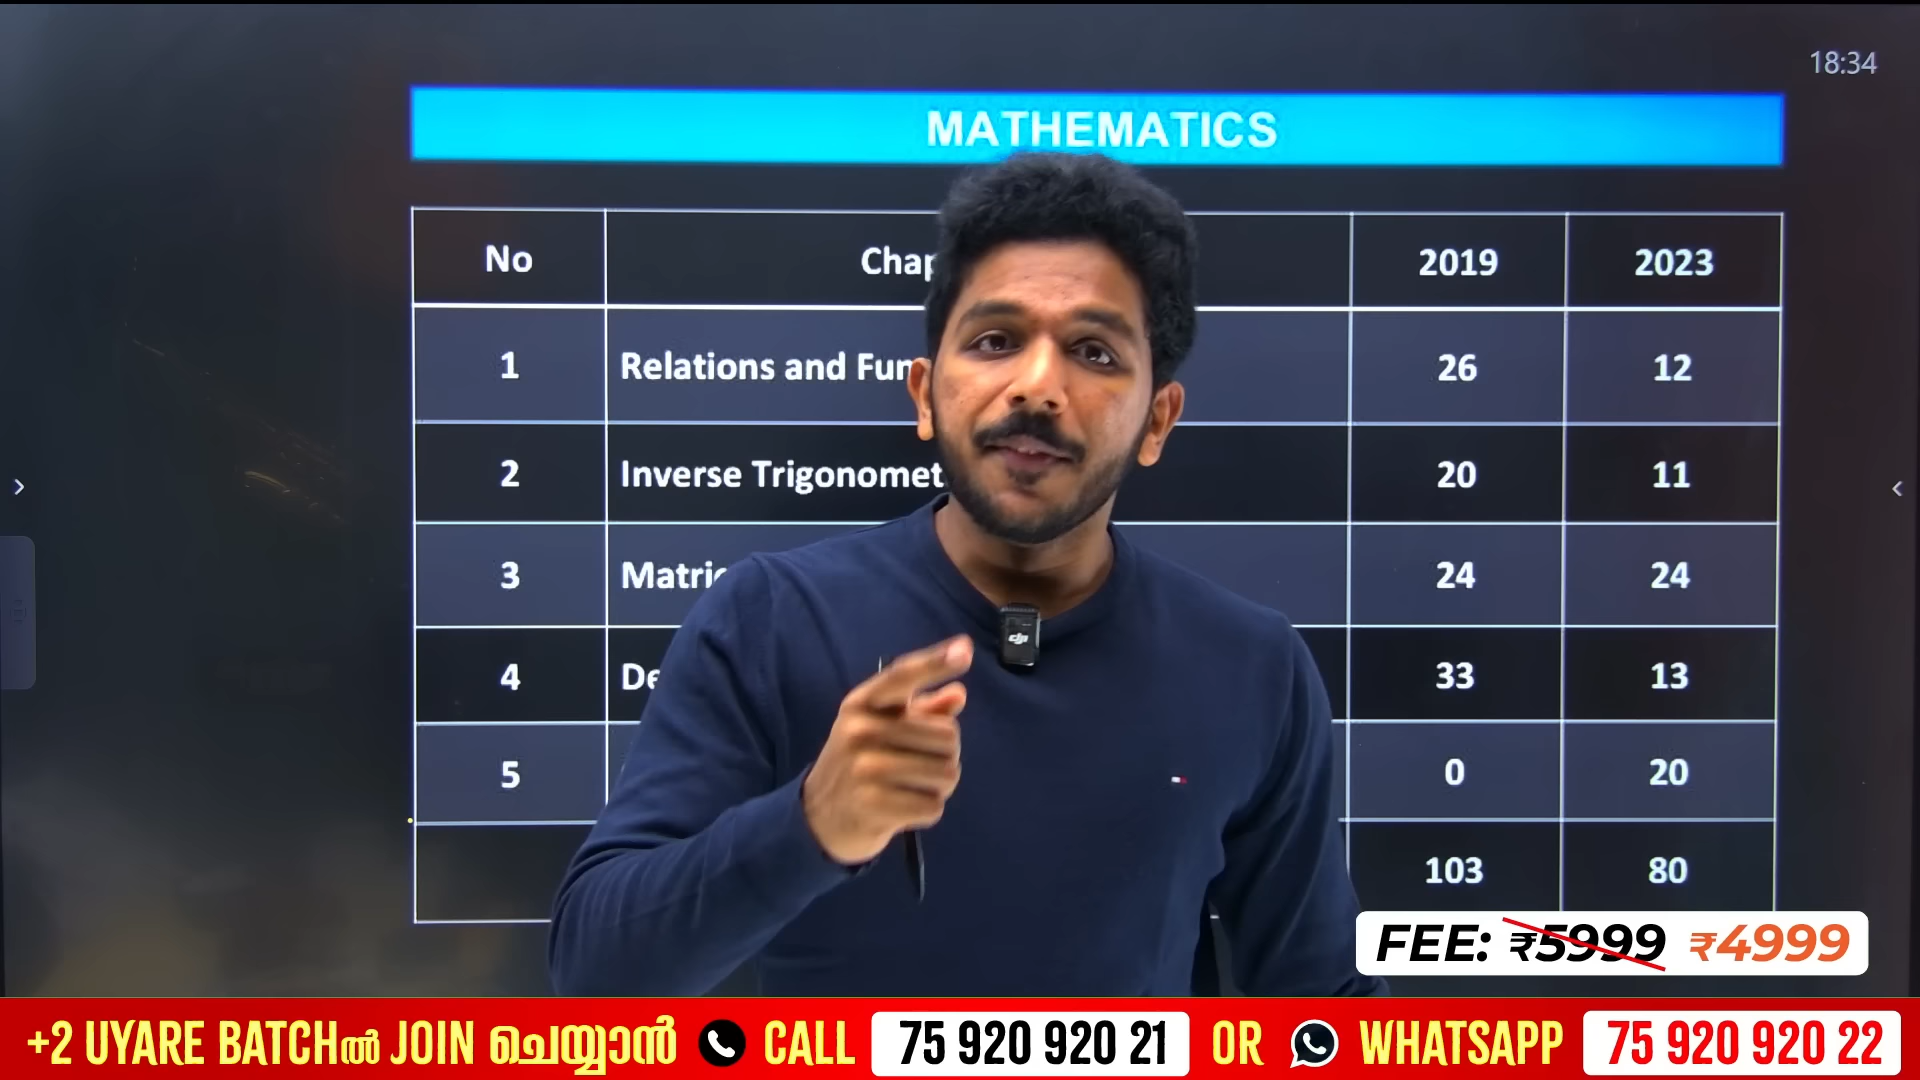 18:34
MATHEMATICS
No Chap 2019 2023
1 Relations and Fun 26 12
2 Inverse Trigonomet 20 11
3 Matric 24 24
4 De 33 13
5 0 20
103 80
dji
FEE: ₹5999 ₹4999
+2 UYARE BATCHൽ JOIN ചെയ്യാൻ CALL 75 920 920 21 OR WHATSAPP 75 920 920 22